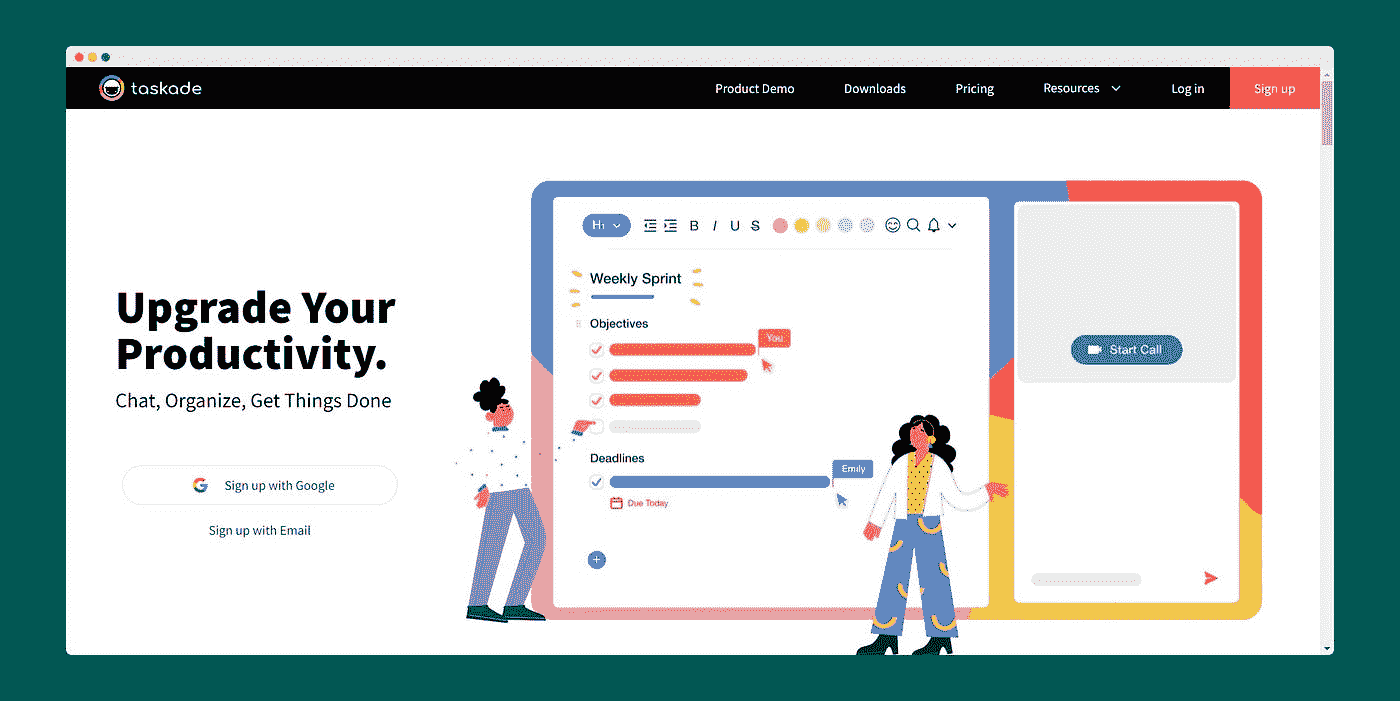 taskade
Product Demo
Downloads
Pricing
Resources
Log in
Sign up
Upgrade Your
Productivity.
Chat, Organize, Get Things Done
Sign up with Google
Sign up with Email
H1
B I U S
Weekly Sprint
Objectives
You
Deadlines
Emily
Due Today
Start Call